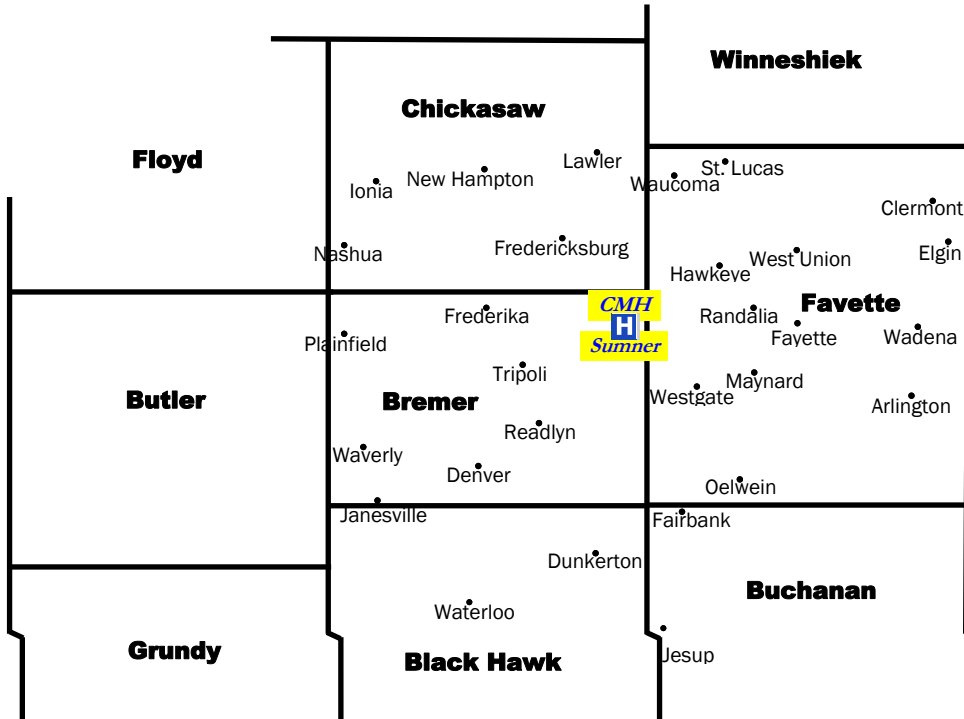 Winneshiek
Chickasaw
Floyd
Lawler
St. Lucas
New Hampton
Waucoma
Ionia
Clermont
Nashua
Fredericksburg
Elgin
West Union
Hawkeye
CMH
Fayette
Frederika
Randalia
H
Fayette
Wadena
Plainfield
Sumner
Tripoli
Maynard
Westgate
Butler
Bremer
Arlington
Readlyn
Waverly
Denver
Oelwein
Janesville
Fairbank
Dunkerton
Buchanan
Waterloo
Grundy
Black Hawk
Jesup